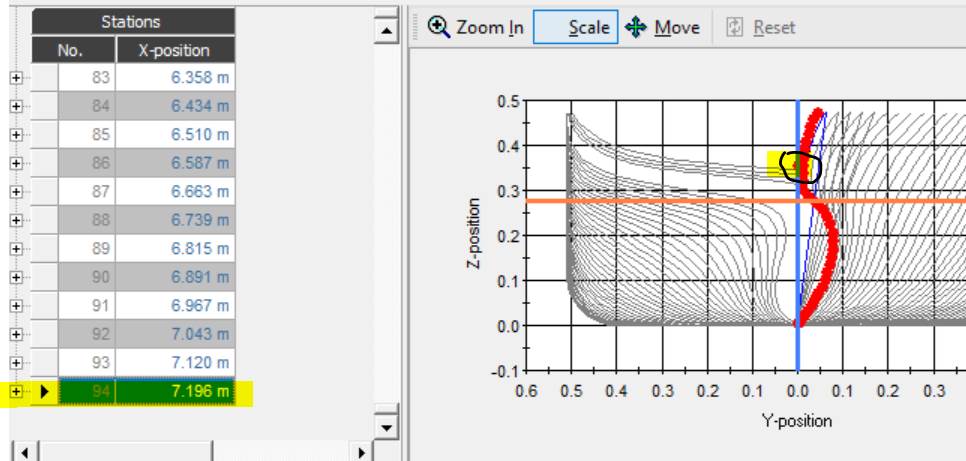 Stations
No. X-position
83 6.358 m
84 6.434 m
85 6.510 m
86 6.587 m
87 6.663 m
88 6.739 m
89 6.815 m
90 6.891 m
91 6.967 m
92 7.043 m
93 7.120 m
94 7.196 m
Zoom In Scale Move Reset
Z-position
0.5
0.4
0.3
0.2
0.1
0.0
-0.1
0.6 0.5 0.4 0.3 0.2 0.1 0.0 0.1 0.2 0.3
Y-position